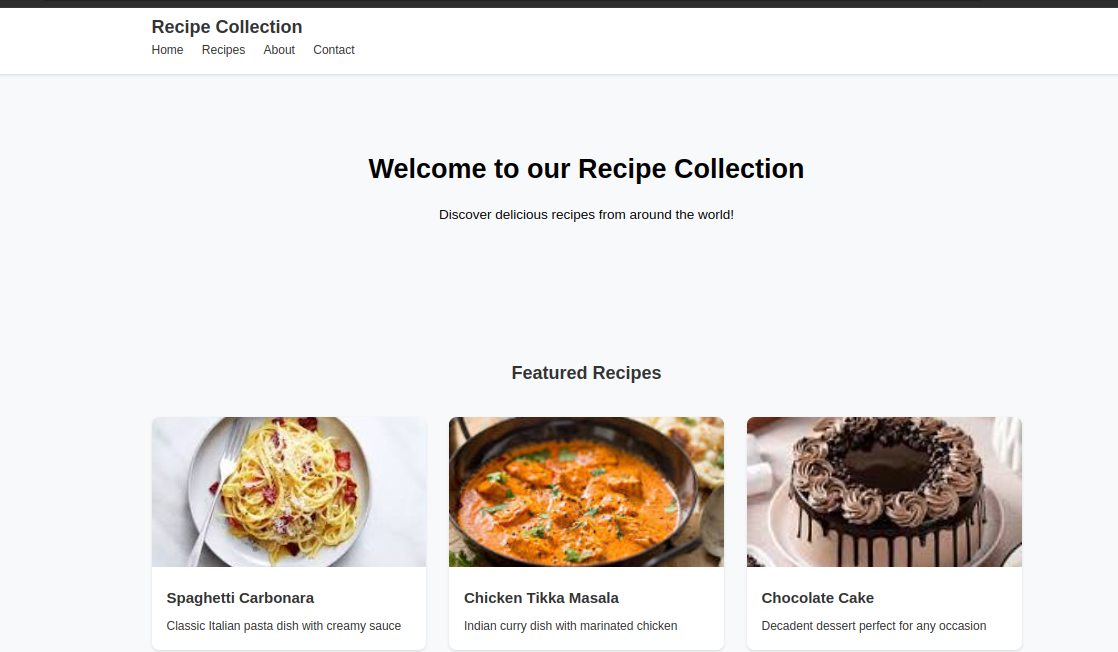 Recipe Collection
Home Recipes About Contact
Welcome to our Recipe Collection
Discover delicious recipes from around the world!
Featured Recipes
Spaghetti Carbonara
Classic Italian pasta dish with creamy sauce
Chicken Tikka Masala
Indian curry dish with marinated chicken
Chocolate Cake
Decadent dessert perfect for any occasion